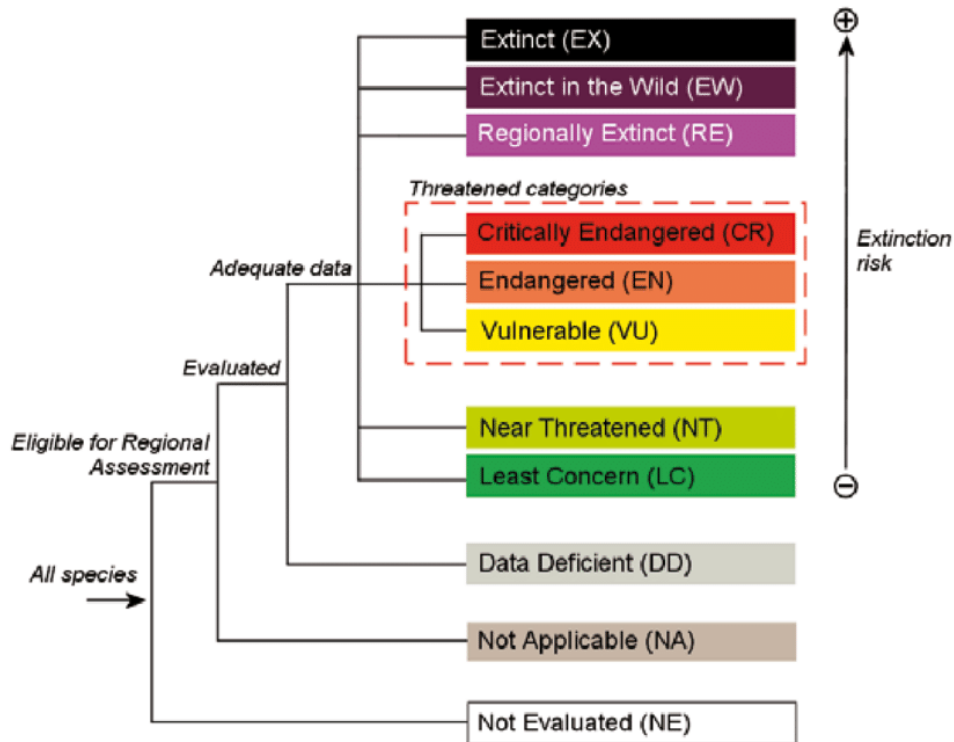 Extinct (EX)
Extinct in the Wild (EW)
Regionally Extinct (RE)
Threatened categories
Critically Endangered (CR)
Endangered (EN)
Vulnerable (VU)
Adequate data
Extinction
risk
Evaluated
Near Threatened (NT)
Eligible for Regional
Assessment
Least Concern (LC)
Data Deficient (DD)
All species
Not Applicable (NA)
Not Evaluated (NE)